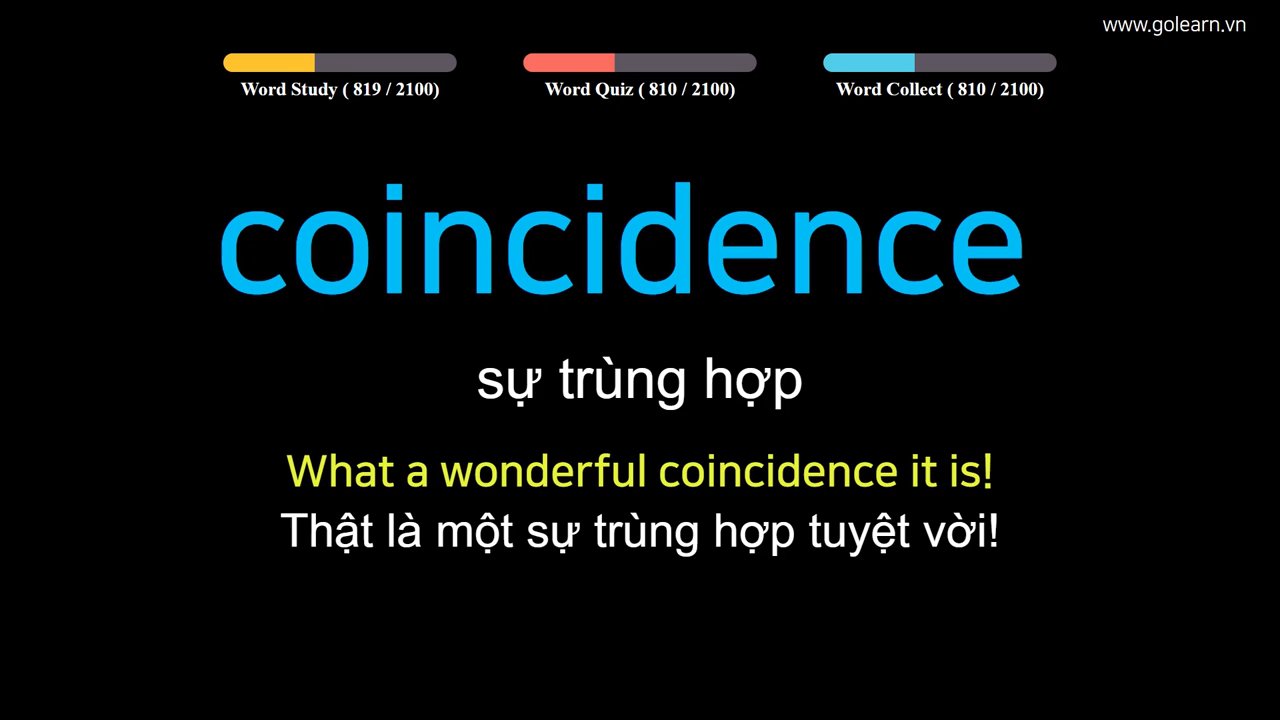 www.golearn.vn
Word Study ( 819 / 2100)
Word Quiz ( 810 / 2100)
Word Collect ( 810 / 2100)
coincidence
sự trùng hợp
What a wonderful coincidence it is!
Thật là một sự trùng hợp tuyệt vời!